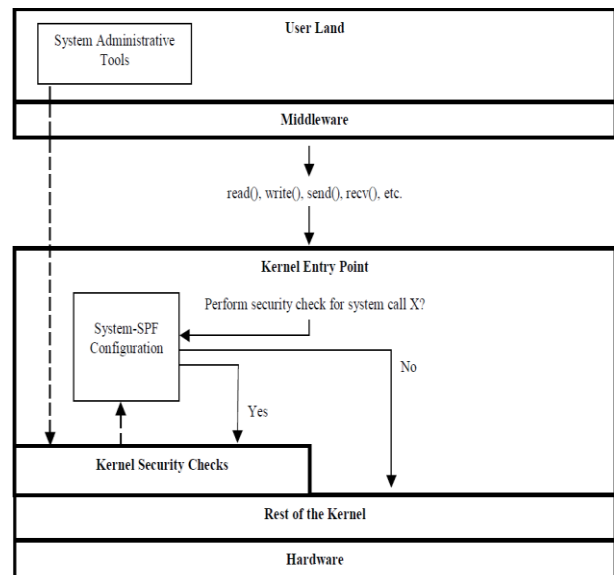 User Land
System Administrative
Tools
Middleware
read(), write(), send(), recv(), etc.
Kernel Entry Point
Perform security check for system call X?
System-SPF
Configuration
No
Yes
Kernel Security Checks
Rest of the Kernel
Hardware